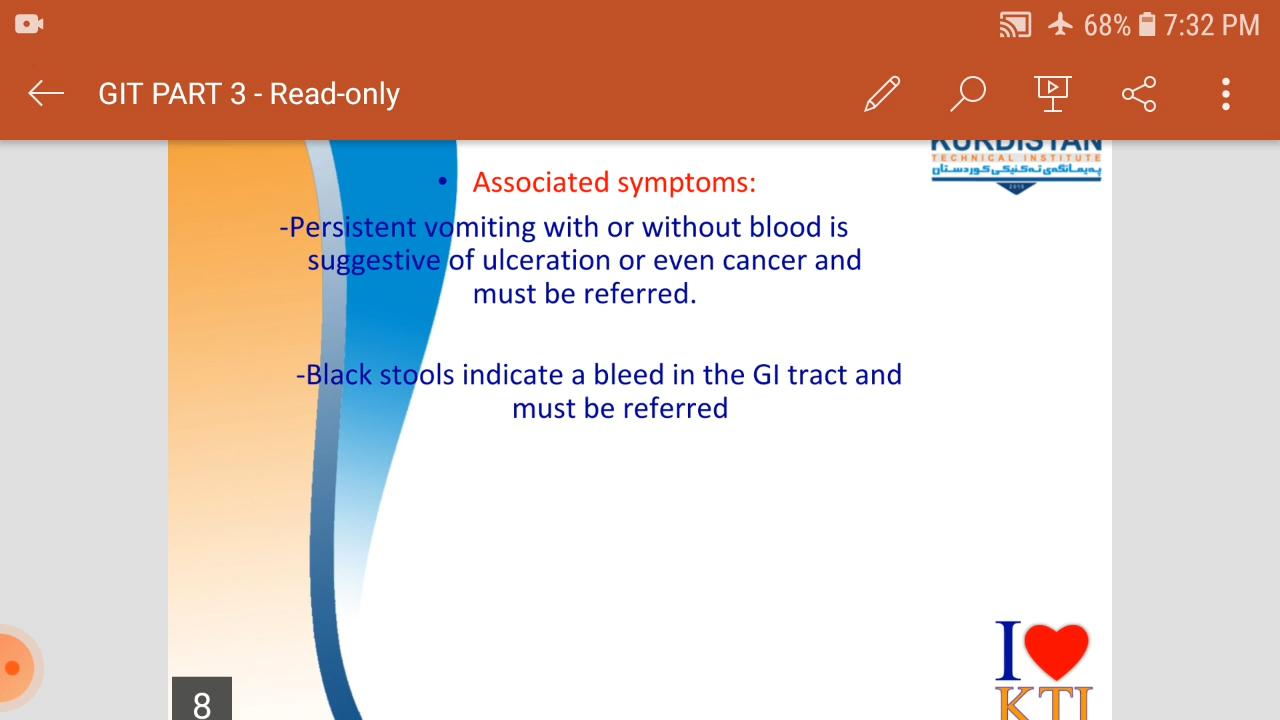 68% 7:32 PM
GIT PART 3 - Read-only
KURDISTAN
TECHNICAL INSTITUTE
پەیمانگەی تەکنیکی کوردستان
2015
• Associated symptoms:
-Persistent vomiting with or without blood is
suggestive of ulceration or even cancer and
must be referred.
-Black stools indicate a bleed in the GI tract and
must be referred
I
KTI
8